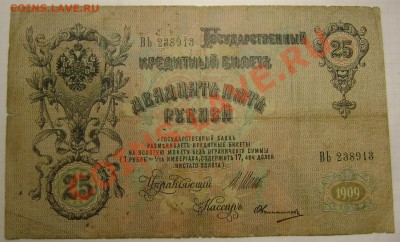 COINS.LAVE.RU
ГОСУДАРСТВЕННЫЙ
ВЬ 238913
КРЕДИТНЫЙ БИЛЕТЪ
25
ДВАДЦАТЬ ПЯТЬ
РУБЛЕЙ
ГОСУДАРСТВЕННЫЙ БАНКЪ
РАЗМѢНИВАЕТЪ КРЕДИТНЫЕ БИЛЕТЫ
НА ЗОЛОТУЮ МОНЕТУ БЕЗЪ ОГРАНИЧЕНІЯ СУММЫ
(1 РУБЛЬ = 1/15 ИМПЕРІАЛА, СОДЕРЖИТЪ 17,424 ДОЛЕЙ
ЧИСТАГО ЗОЛОТА).
25
Управляющій
ВЬ 238913
Кассиръ
1909
COINS.LAVE.RU